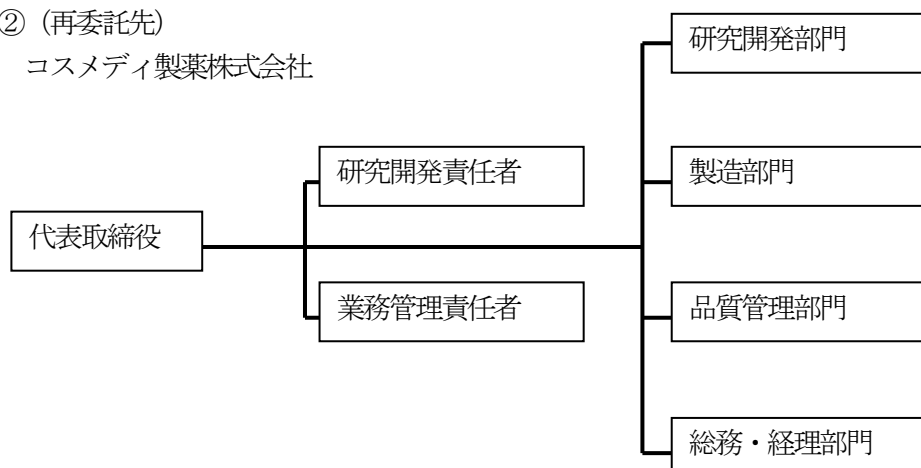 ② (再委託先)
コスメディ製薬株式会社
研究開発部門
研究開発責任者
製造部門
代表取締役
業務管理責任者
品質管理部門
総務・経理部門